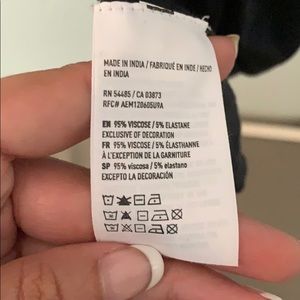 MADE IN INDIA / FABRIQUÉ EN INDE / HECHO
EN INDIA
RN 54485 / CA 03873
RFC# AEM120605U9A
EN 95% VISCOSE / 5% ELASTANE
EXCLUSIVE OF DECORATION
FR 95% VISCOSE / 5% ÉLASTHANNE
À L'EXCEPTION DE LA GARNITURE
SP 95% viscosa / 5% elastano
EXCEPTO LA DECORACIÓN